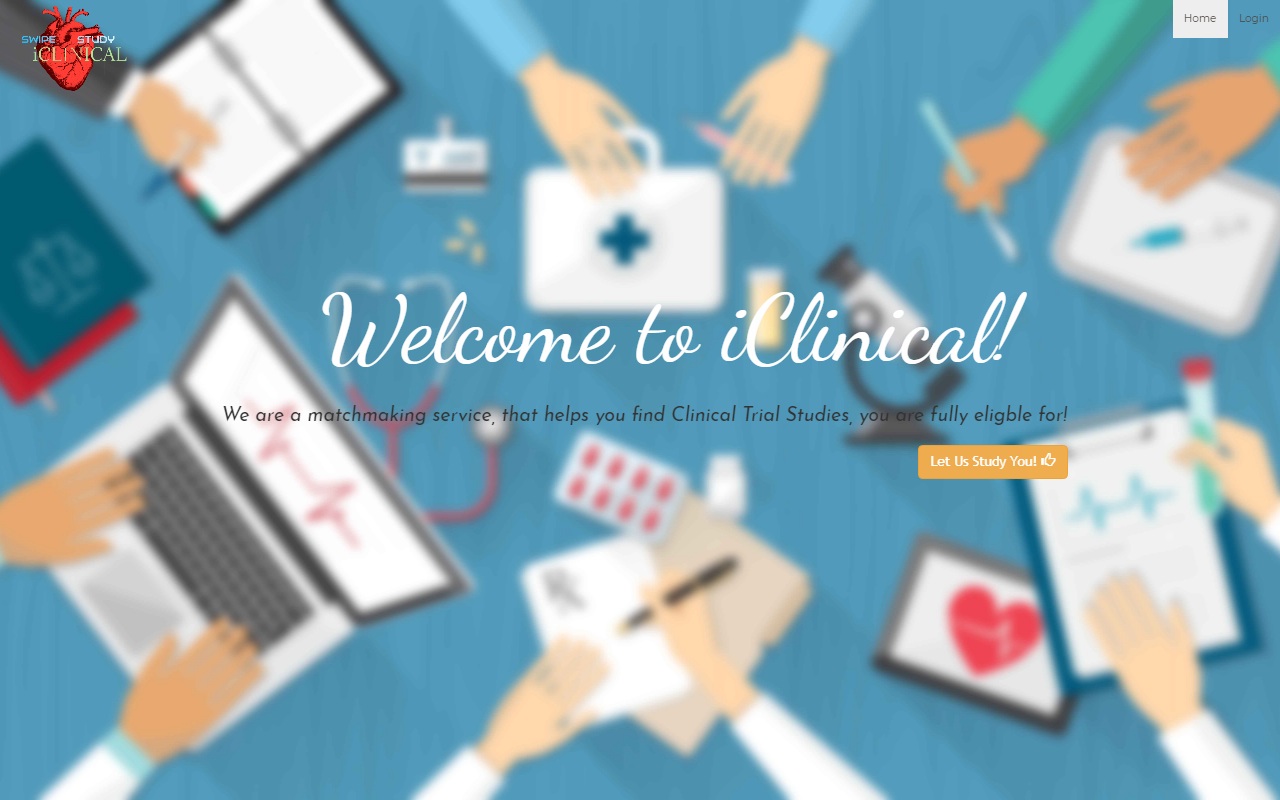 SWIPE STUDY
iCLINICAL
Home
Login
Welcome to iClinical!
We are a matchmaking service, that helps you find Clinical Trial Studies, you are fully eligble for!
Let Us Study You!